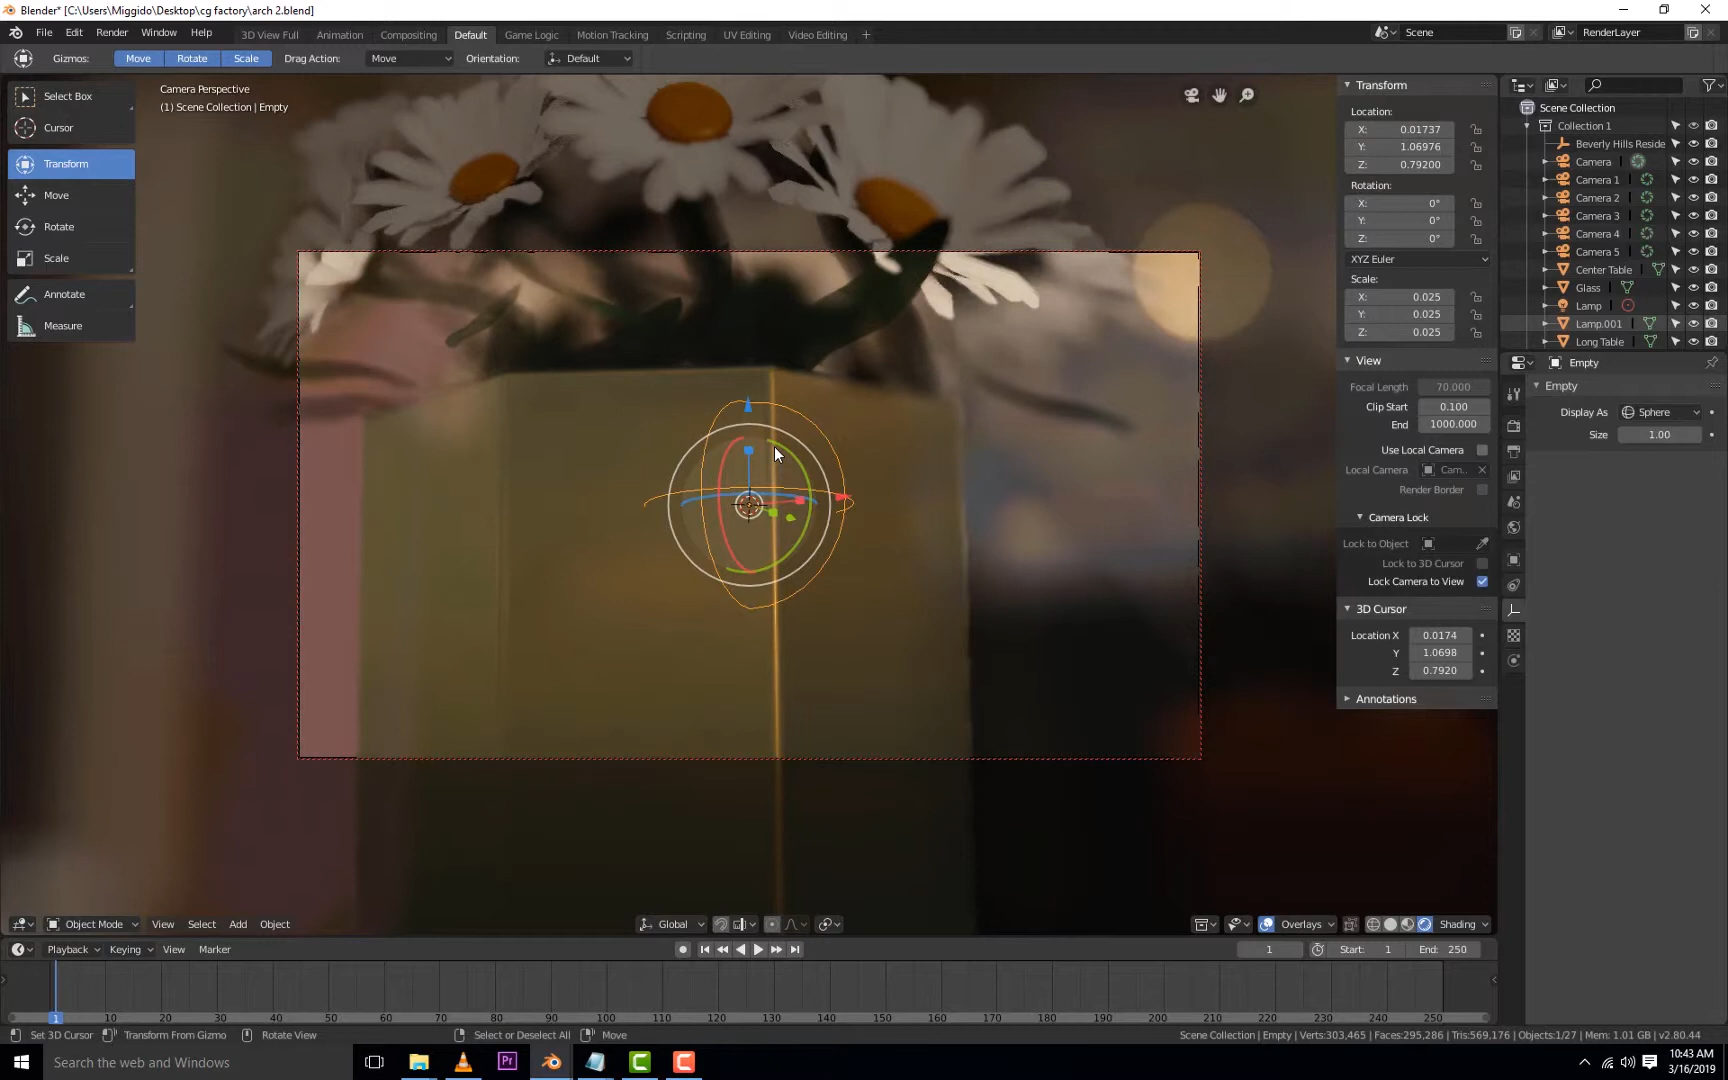 Blender* [C:\Users\Miggido\Desktop\cg factory\arch 2.blend]
File Edit Render Window Help
3D View Full Animation Compositing Default Game Logic Motion Tracking Scripting UV Editing Video Editing +
Scene RenderLayer
Gizmos: Move Rotate Scale Drag Action: Move Orientation: Default
Select Box
Cursor
Transform
Move
Rotate
Scale
Annotate
Measure
Camera Perspective
(1) Scene Collection | Empty
Transform
Location:
X: 0.01737
Y: 1.06976
Z: 0.79200
Rotation:
X: 0°
Y: 0°
Z: 0°
XYZ Euler
Scale:
X: 0.025
Y: 0.025
Z: 0.025
View
Focal Length 70.000
Clip Start 0.100
End 1000.000
Use Local Camera
Local Camera Cam..
Render Border
Camera Lock
Lock to Object
Lock to 3D Cursor
Lock Camera to View
3D Cursor
Location X 0.0174
Y 1.0698
Z 0.7920
Annotations
Scene Collection
Collection 1
Beverly Hills Reside
Camera
Camera 1
Camera 2
Camera 3
Camera 4
Camera 5
Center Table
Glass
Lamp
Lamp.001
Long Table
Empty
Empty
Display As Sphere
Size 1.00
Object Mode View Select Add Object Global Overlays Shading
Playback Keying View Marker 1 Start: 1 End: 250
1 10 20 30 40 50 60 70 80 90 100 110 120 130 140 150 160 170 180 190 200 210 220 230 240 250
Set 3D Cursor Transform From Gizmo Rotate View Select or Deselect All Move Scene Collection | Empty | Verts:303,465 | Faces:295,286 | Tris:569,176 | Objects:1/27 | Mem: 1.01 GB | v2.80.44
Search the web and Windows
Pr
10:43 AM
3/16/2019